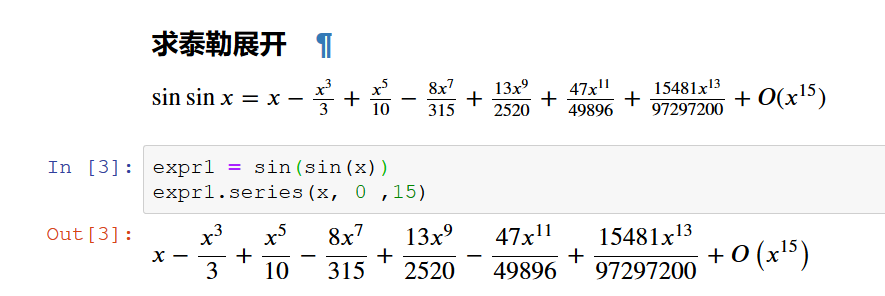 求泰勒展开 ¶
sin sin x = x − x³/3 + x⁵/10 − 8x⁷/315 + 13x⁹/2520 + 47x¹¹/49896 + 15481x¹³/97297200 + O(x¹⁵)
In [3]: expr1 = sin(sin(x))
expr1.series(x, 0 ,15)
Out[3]: x − x³/3 + x⁵/10 − 8x⁷/315 + 13x⁹/2520 − 47x¹¹/49896 + 15481x¹³/97297200 + O (x¹⁵)